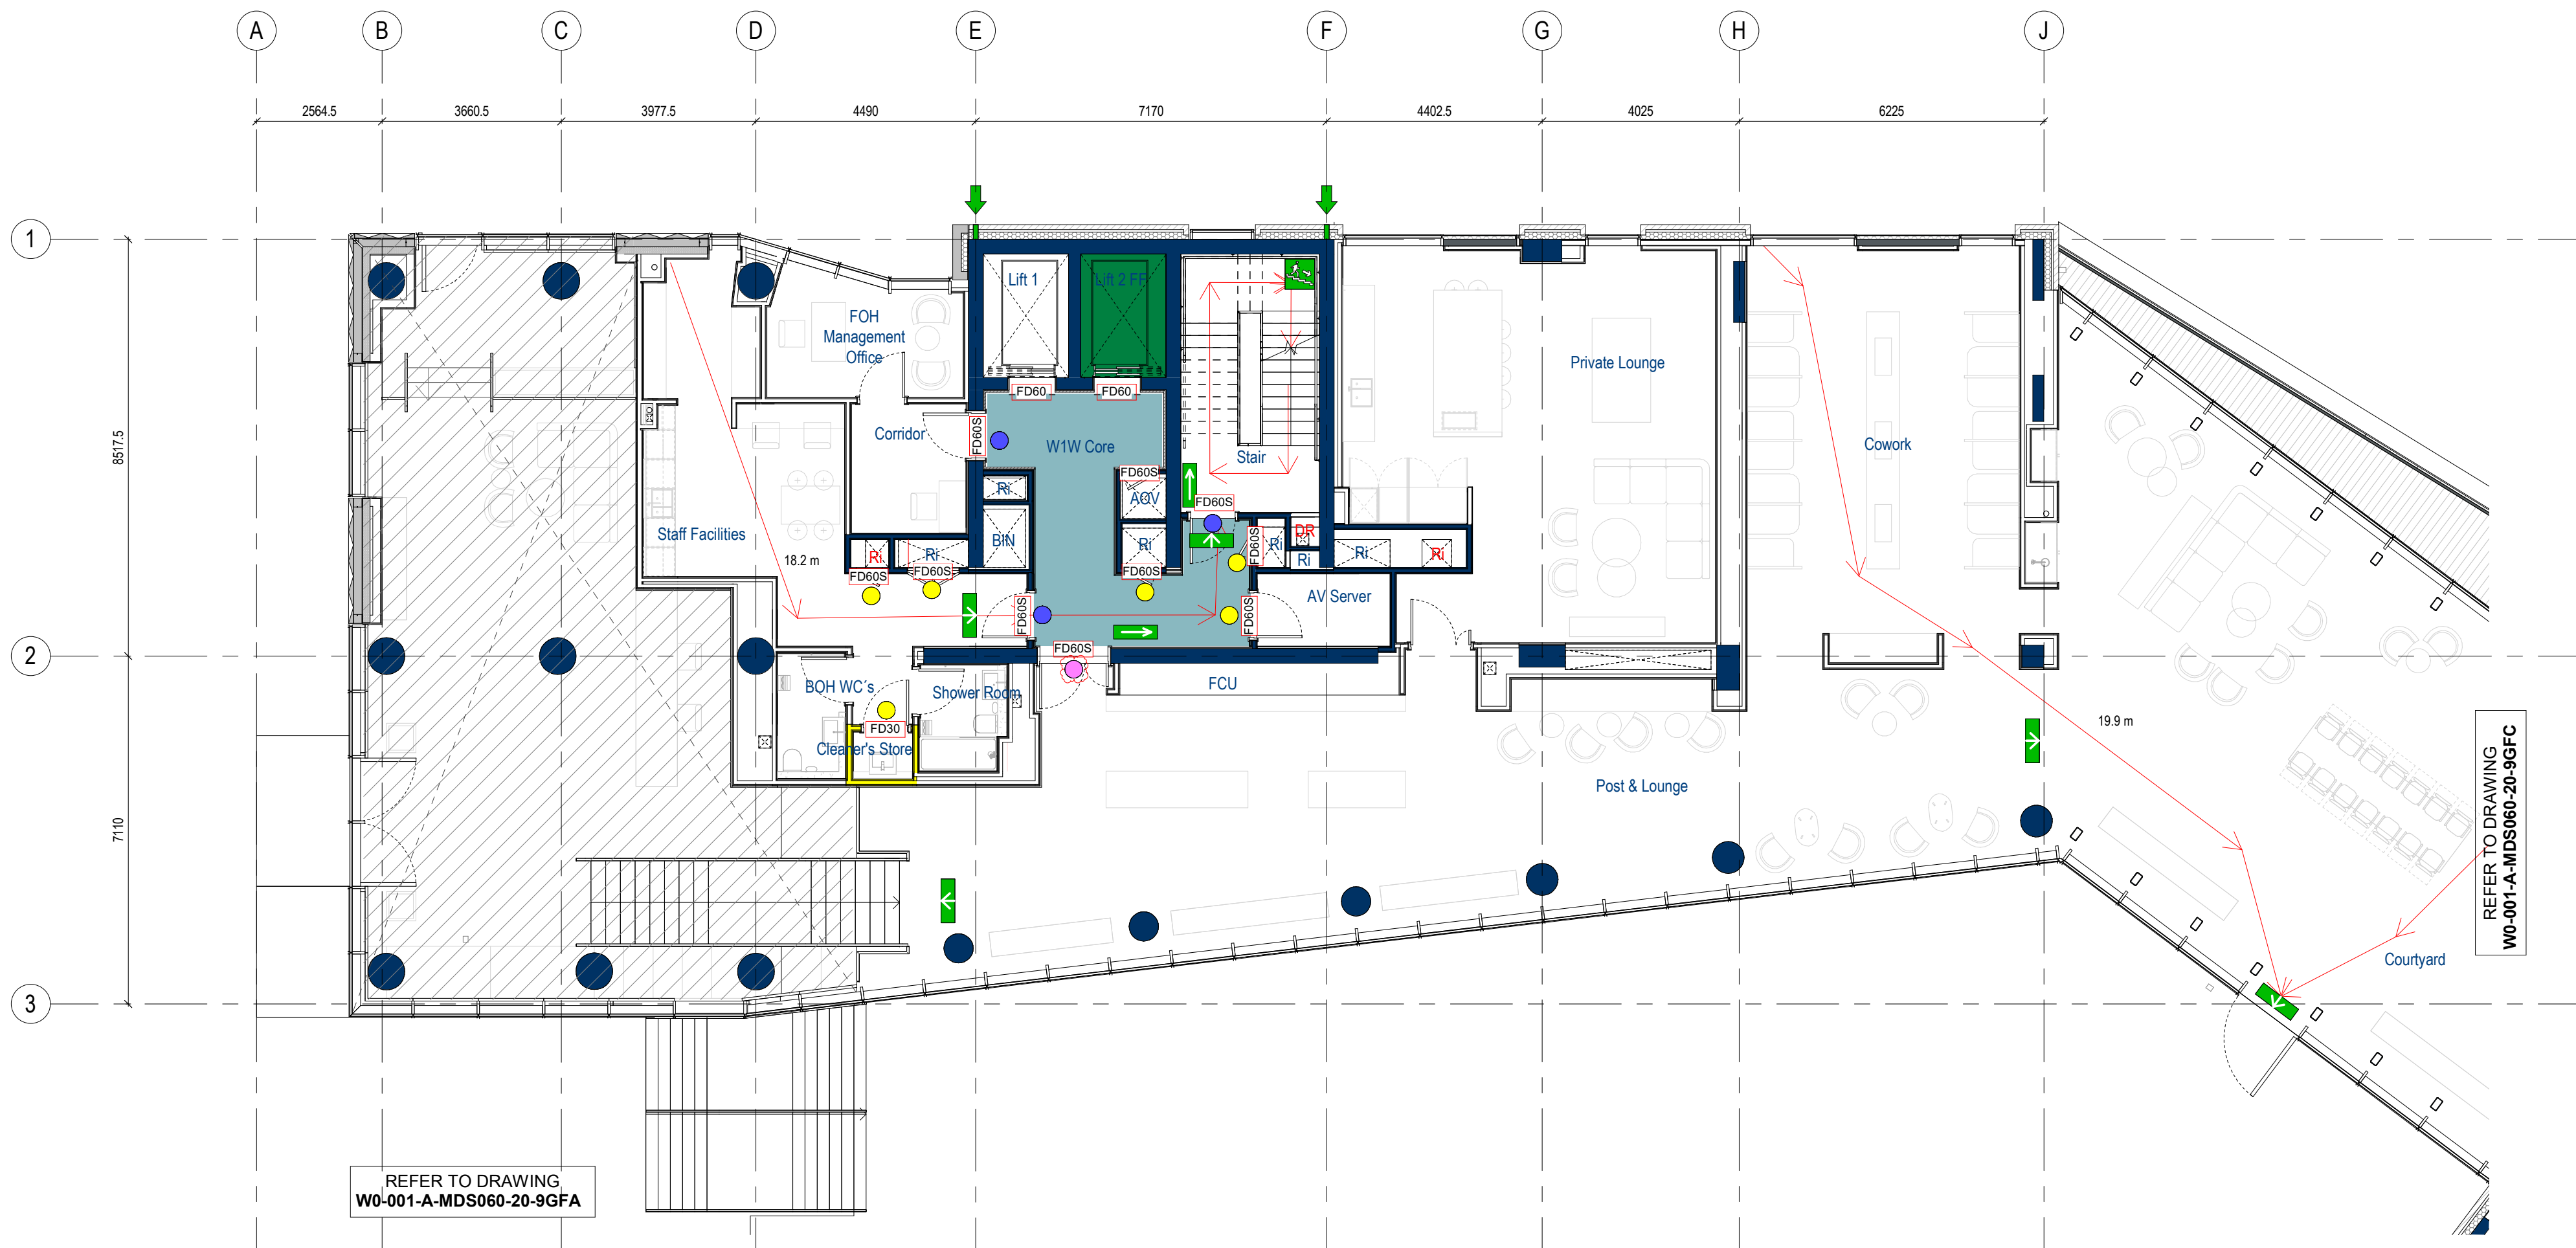 A B C D E F G H J
2564.5 3660.5 3977.5 4490 7170 4402.5 4025 6225
1
2
3
8517.5
7110
Lift 1
Lift 2 FF
FOH
Management
Office
FD60 FD60
Private Lounge
Corridor
FD60S
W1W Core
Stair
Cowork
FD60S
AOV
Ri
FD60S
Staff Facilities
18.2 m
BIN
Ri
Ri
Ri
Ri
DR
Ri
Ri
Ri
FD60S
FD60S
FD60S
FD60S
AV Server
FD60S
FD60S
FD60S
BOH WC´s
Shower Room
FCU
FD30
Cleaner's Store
Post & Lounge
19.9 m
REFER TO DRAWING
W0-001-A-MDS060-20-9GFC
Courtyard
REFER TO DRAWING
W0-001-A-MDS060-20-9GFA